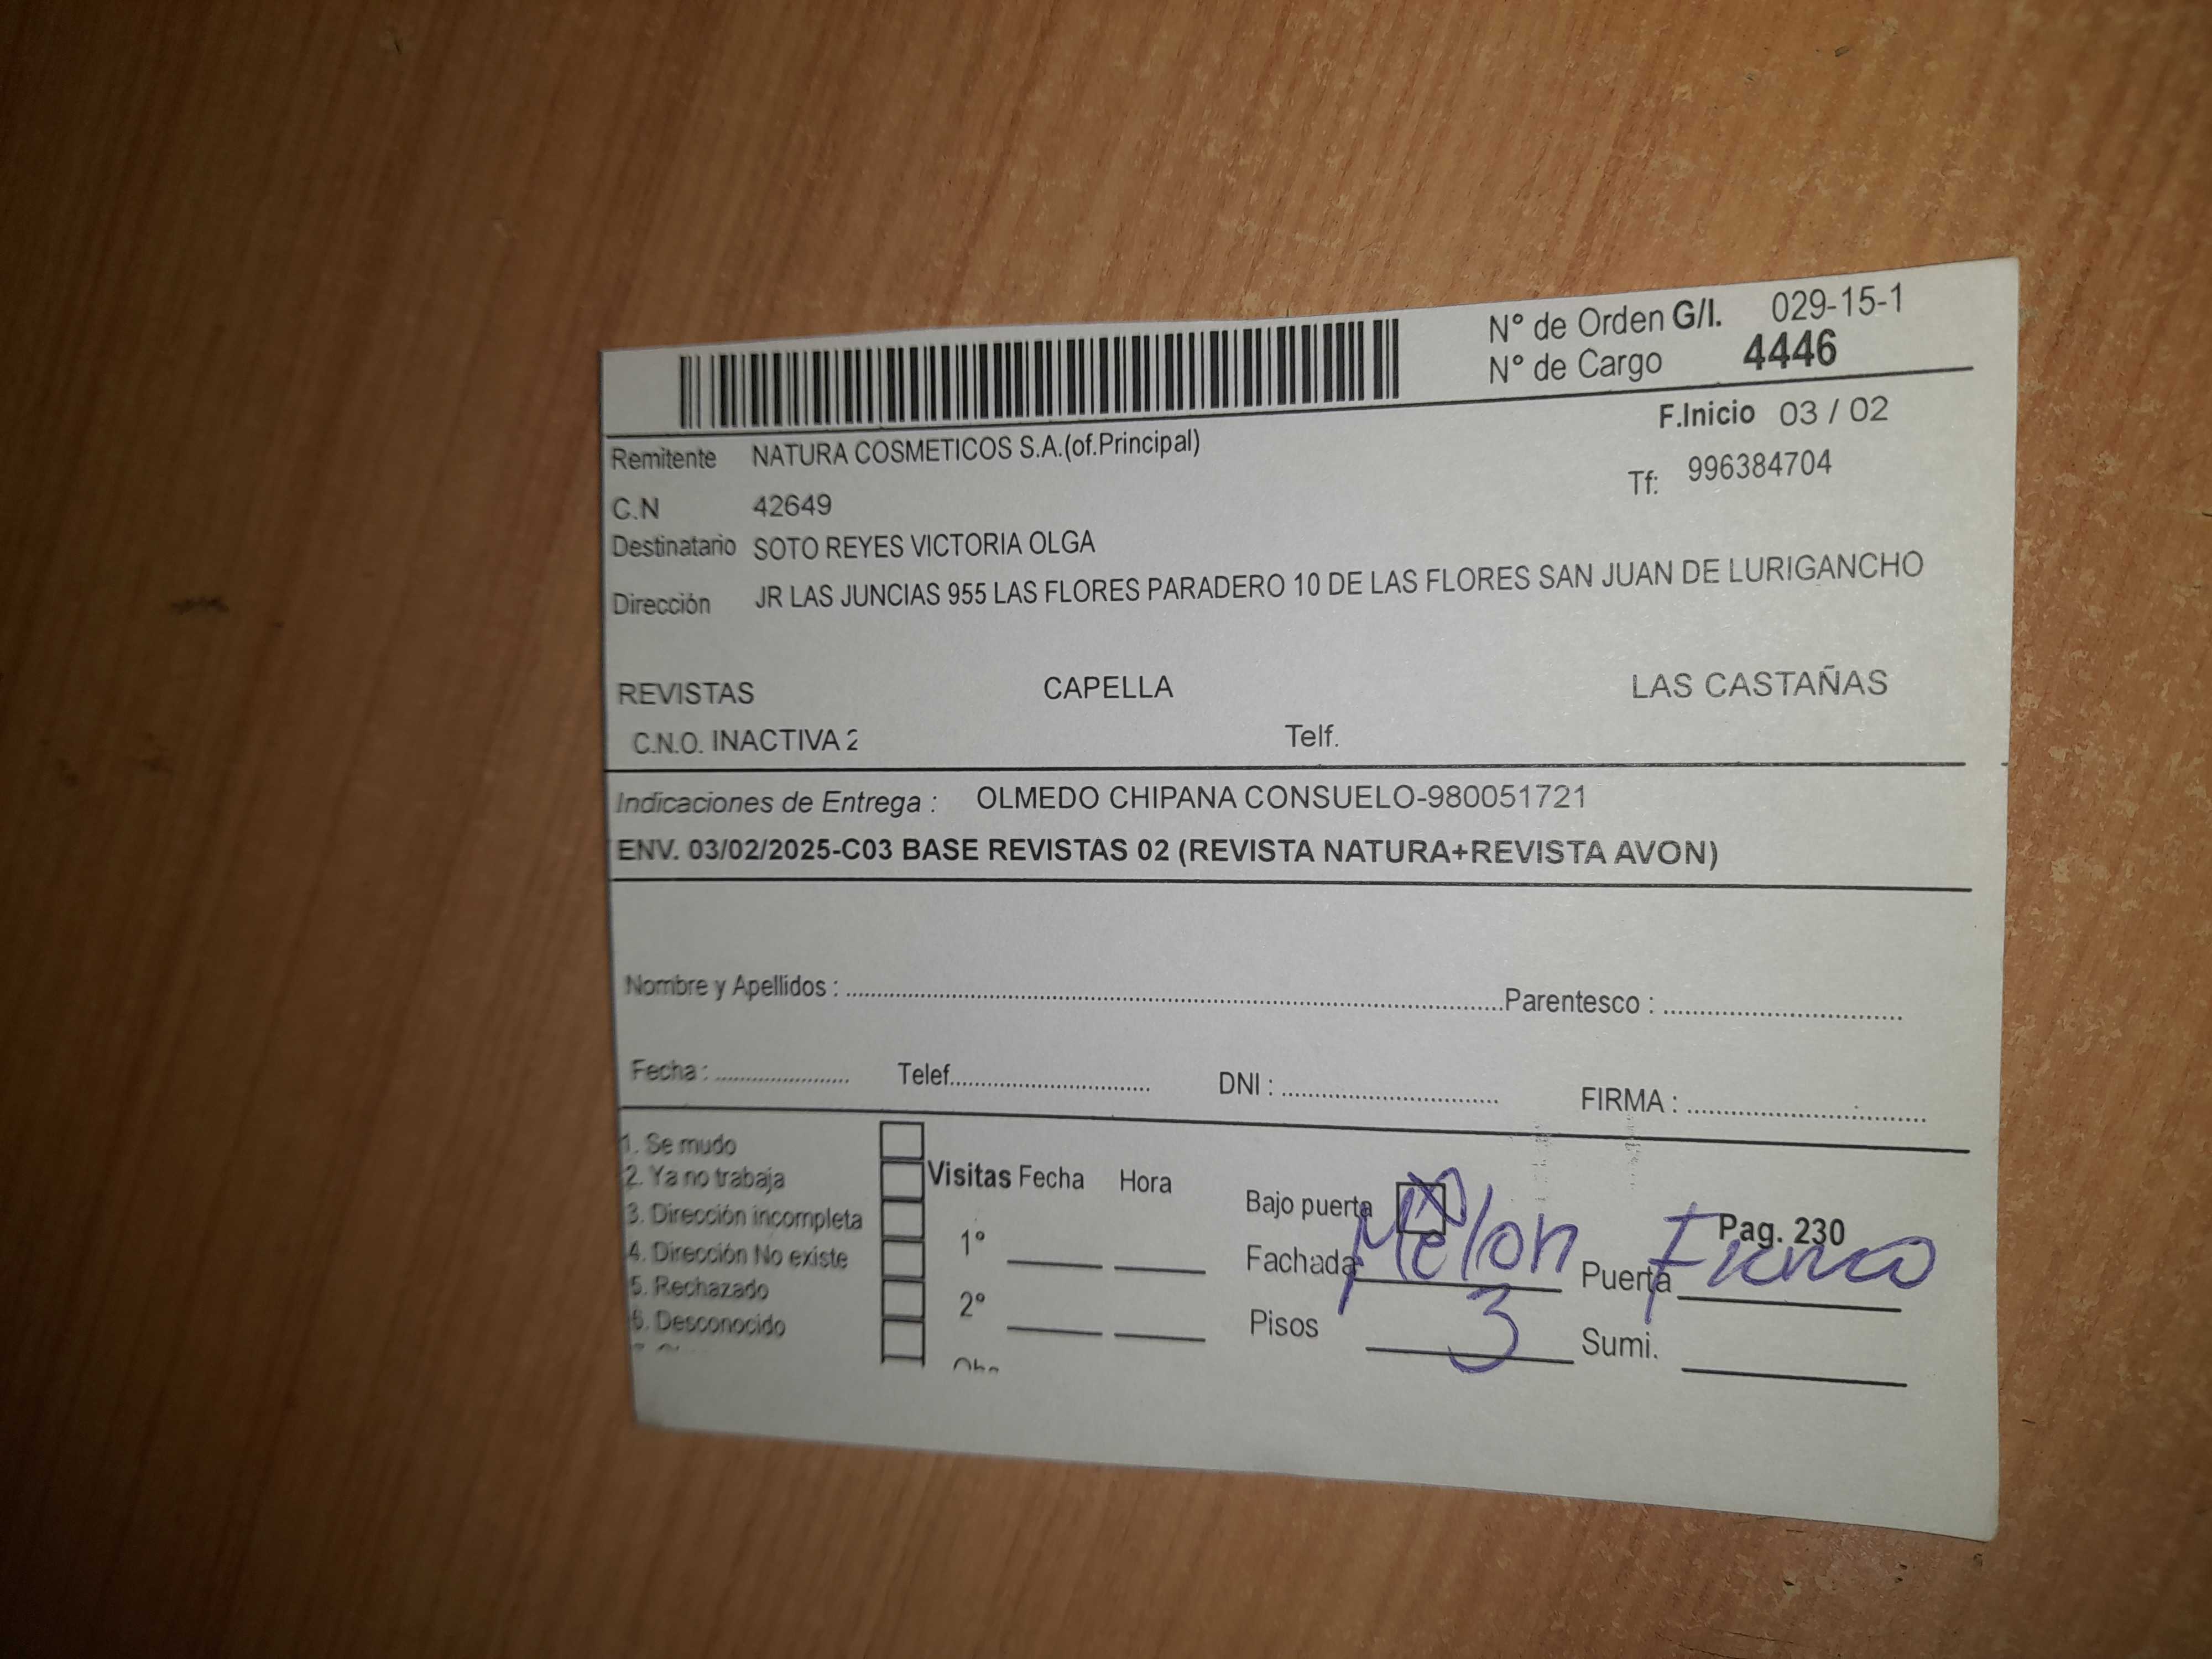 N° de Orden G/I. 029-15-1
N° de Cargo 4446
F.Inicio 03 / 02
Remitente NATURA COSMETICOS S.A.(of.Principal)
Tf: 996384704
C.N 42649
Destinatario SOTO REYES VICTORIA OLGA
Dirección JR LAS JUNCIAS 955 LAS FLORES PARADERO 10 DE LAS FLORES SAN JUAN DE LURIGANCHO
REVISTAS CAPELLA LAS CASTAÑAS
C.N.O. INACTIVA 2 Telf.
Indicaciones de Entrega : OLMEDO CHIPANA CONSUELO-980051721
ENV. 03/02/2025-C03 BASE REVISTAS 02 (REVISTA NATURA+REVISTA AVON)
Nombre y Apellidos : Parentesco :
Fecha : Telef. DNI : FIRMA :
1. Se mudo
2. Ya no trabaja
3. Dirección incompleta
4. Dirección No existe
5. Rechazado
6. Desconocido
Visitas Fecha Hora
1°
2°
Bajo puerta X Pag. 230
Fachada Melon Puerta
Pisos 3 Sumi.